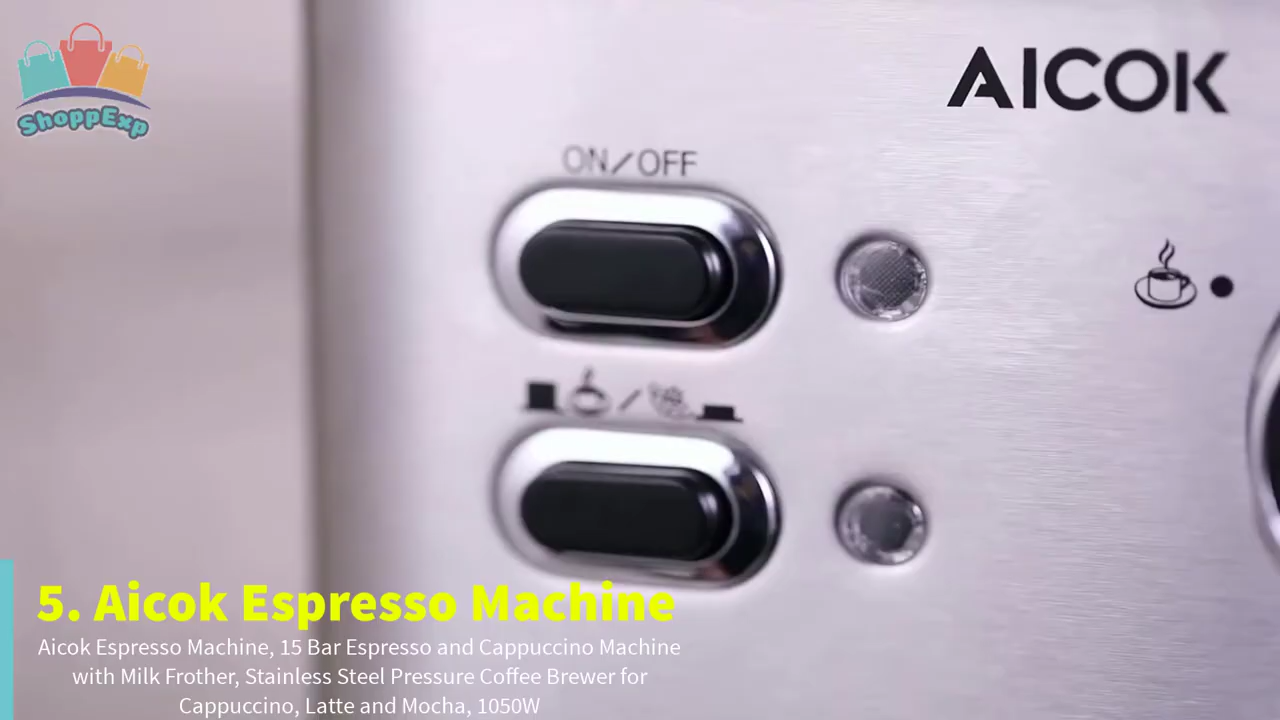 ShoppExp
AICOK
ON/OFF
5. Aicok Espresso Machine
Aicok Espresso Machine, 15 Bar Espresso and Cappuccino Machine
with Milk Frother, Stainless Steel Pressure Coffee Brewer for
Cappuccino, Latte and Mocha, 1050W